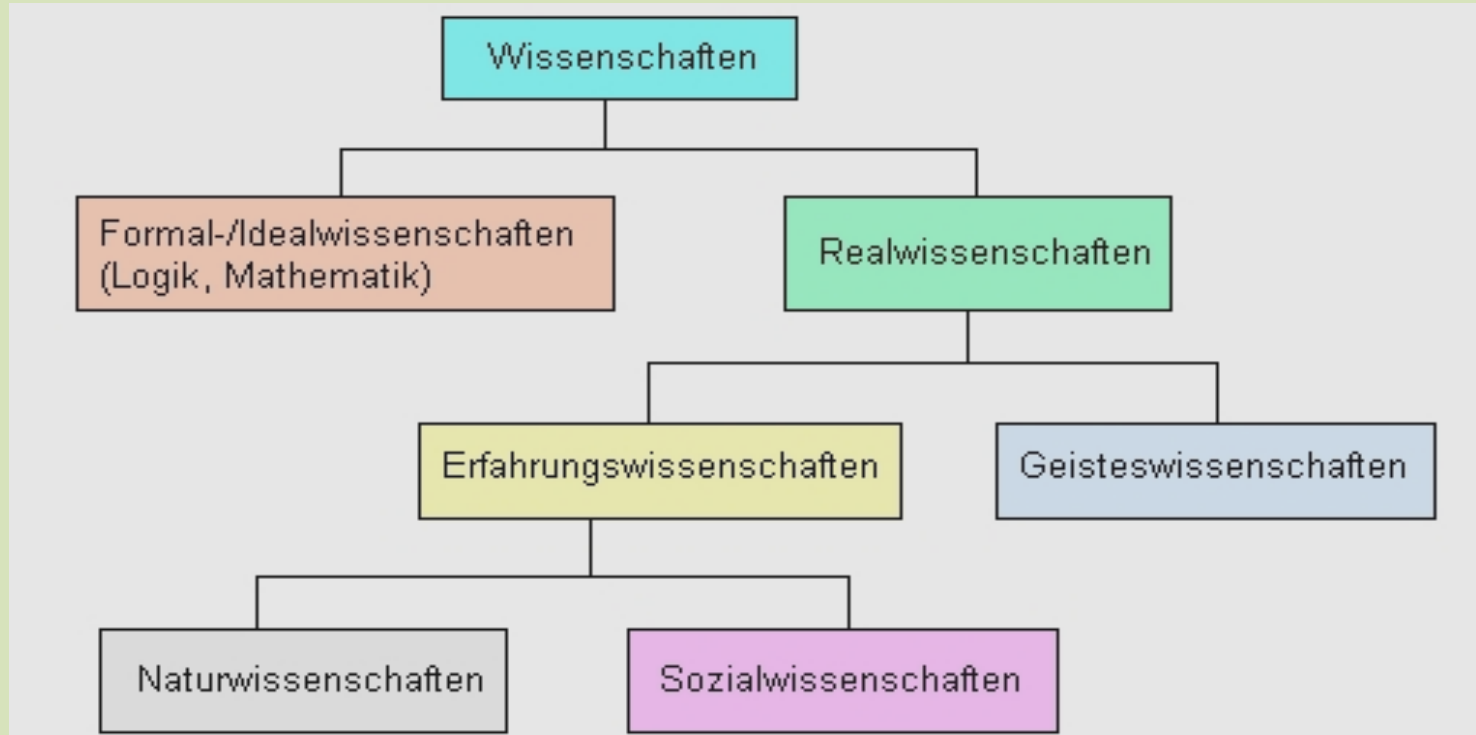 Wissenschaften
Formal-/Idealwissenschaften
(Logik, Mathematik)
Realwissenschaften
Erfahrungswissenschaften
Geisteswissenschaften
Naturwissenschaften
Sozialwissenschaften